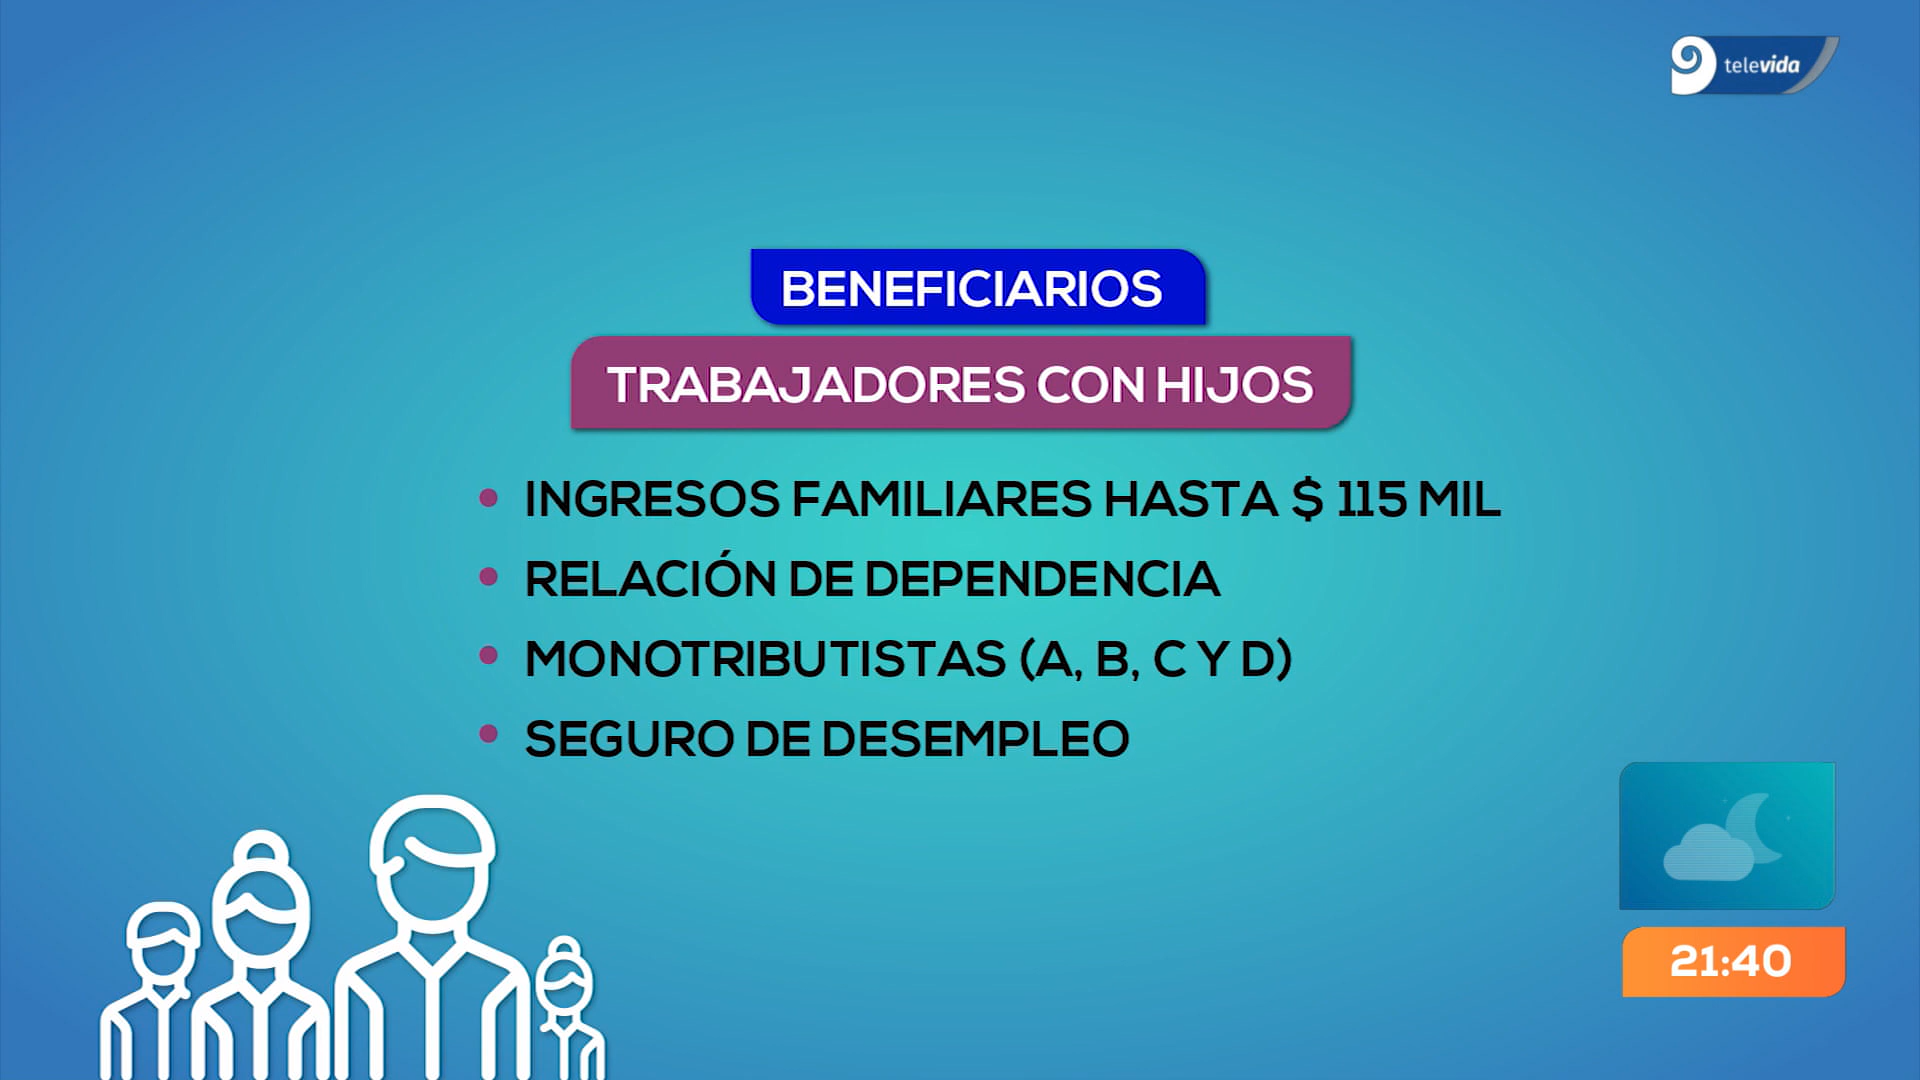 9 televida
BENEFICIARIOS
TRABAJADORES CON HIJOS
• INGRESOS FAMILIARES HASTA $ 115 MIL
• RELACIÓN DE DEPENDENCIA
• MONOTRIBUTISTAS (A, B, C Y D)
• SEGURO DE DESEMPLEO
21:40